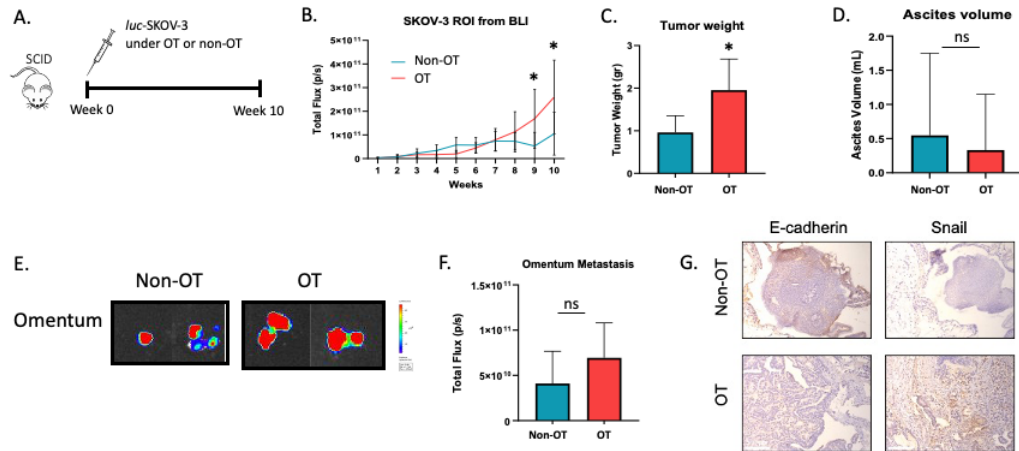 A.
SCID
luc-SKOV-3
under OT or non-OT
Week 0
Week 10
B.
SKOV-3 ROI from BLI
Total Flux (p/s)
5×10¹¹
4×10¹¹
3×10¹¹
2×10¹¹
1×10¹¹
0
Non-OT
OT
*
*
1 2 3 4 5 6 7 8 9 10
Weeks
C.
Tumor weight
Tumor Weight (gr)
3
2
1
0
*
Non-OT OT
D.
Ascites volume
Ascites Volume (mL)
2.0
1.5
1.0
0.5
0.0
ns
Non-OT OT
E.
Non-OT OT
Omentum
F.
Omentum Metastasis
Total Flux (p/s)
1.5×10¹¹
1×10¹¹
5×10¹⁰
0
ns
Non-OT OT
G.
E-cadherin Snail
Non-OT
OT